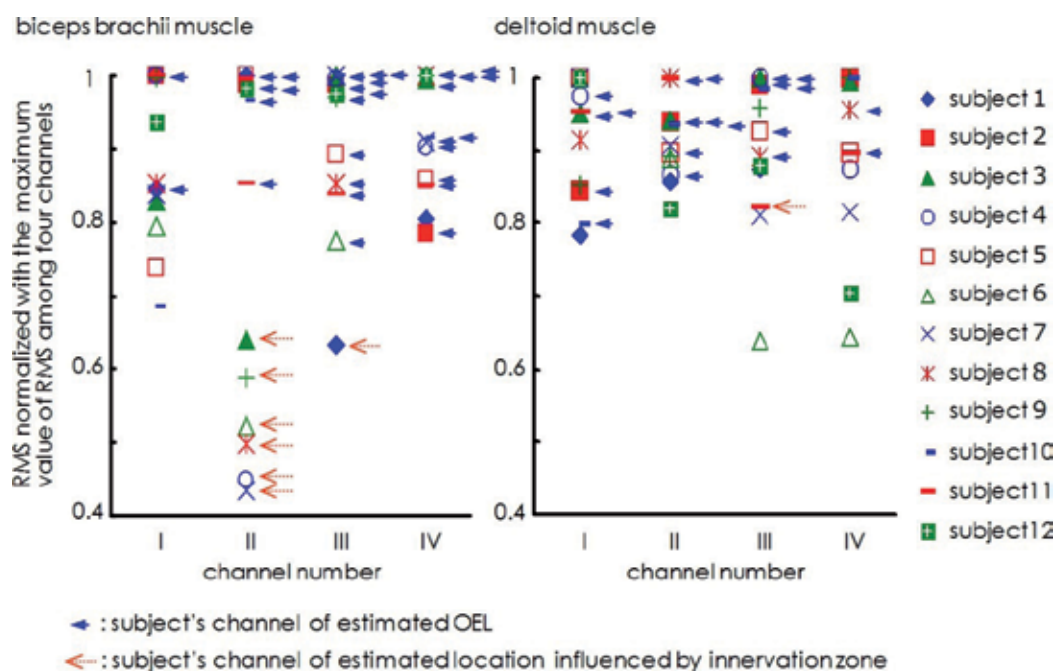 biceps brachii muscle
deltoid muscle
RMS normalized with the maximum
value of RMS among four channels
1
0.8
0.6
0.4
I II III IV
channel number
1
0.8
0.6
0.4
I II III IV
channel number
subject 1
subject 2
subject 3
subject 4
subject 5
subject 6
subject 7
subject 8
subject 9
subject10
subject11
subject12
: subject's channel of estimated OEL
: subject's channel of estimated location influenced by innervation zone